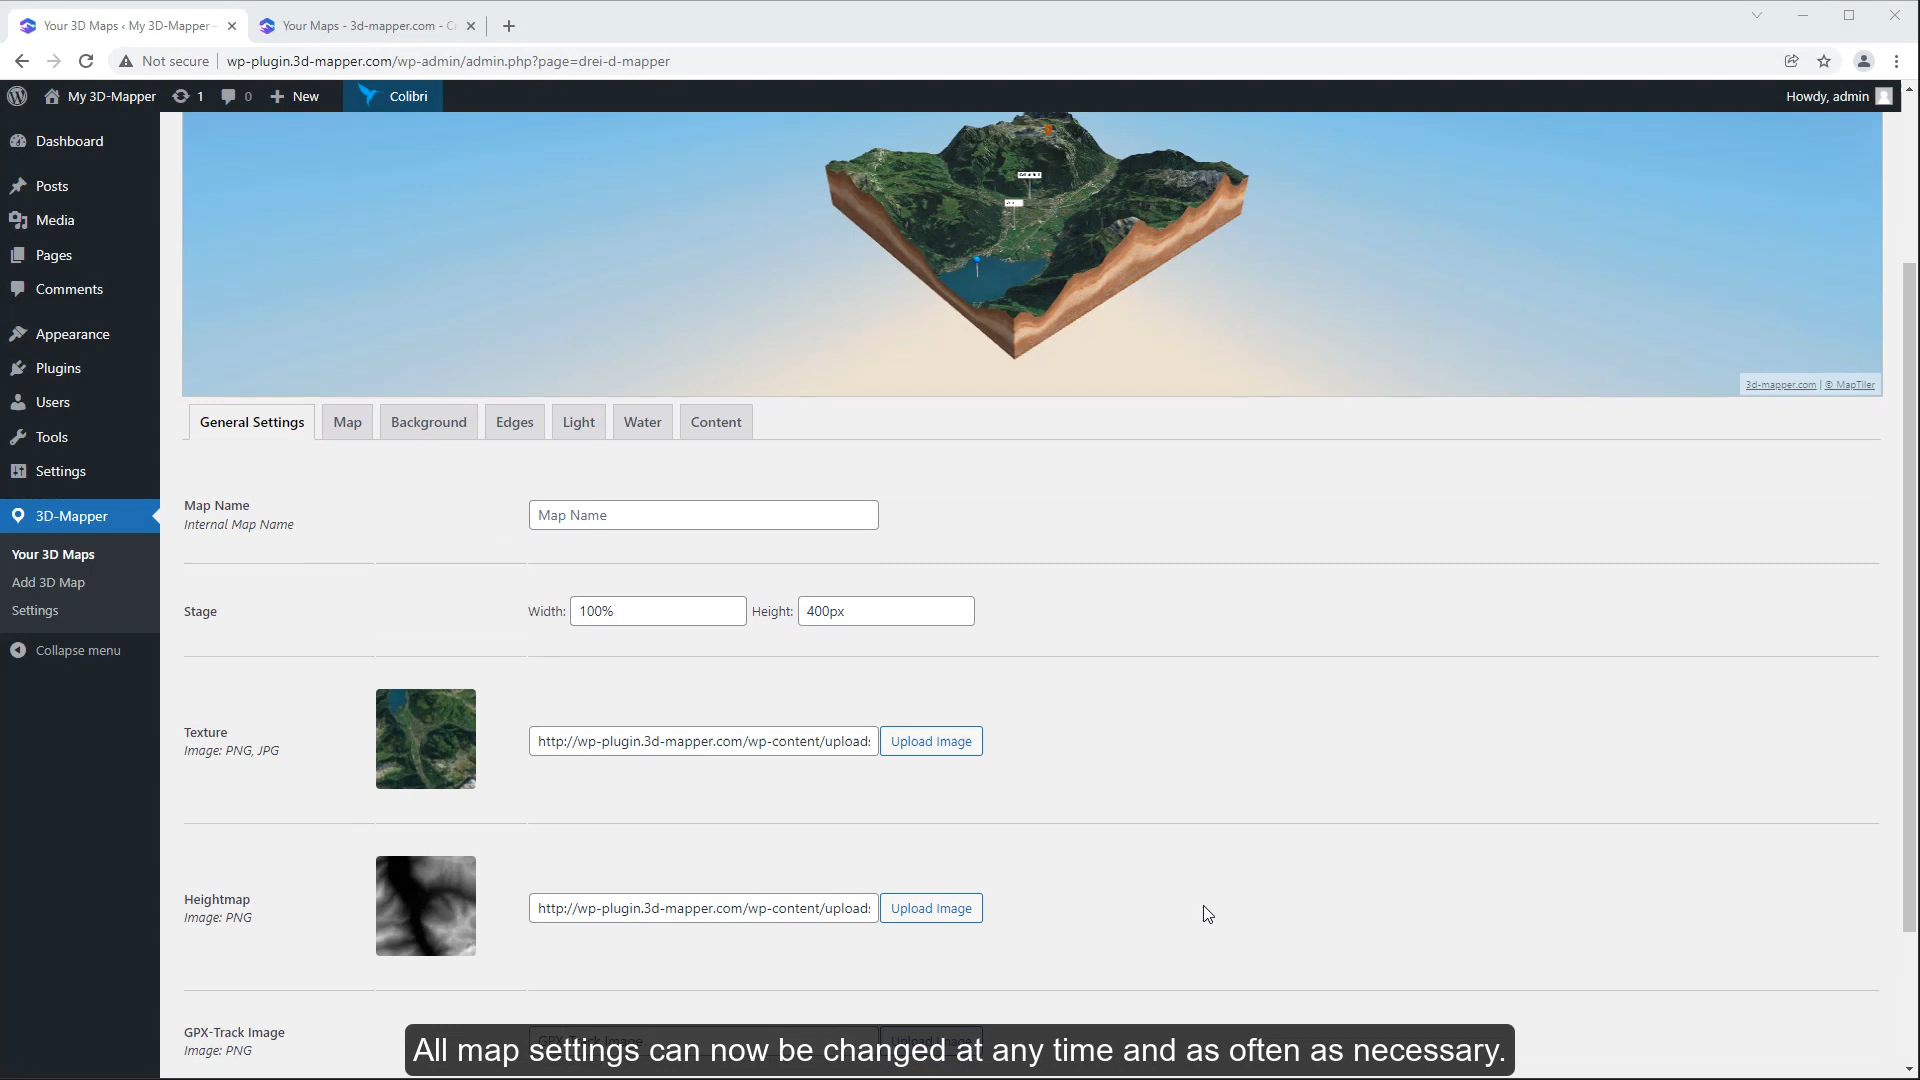 Your 3D Maps ‹ My 3D-Mapper -
Your Maps - 3d-mapper.com - C
Not secure
wp-plugin.3d-mapper.com/wp-admin/admin.php?page=drei-d-mapper
My 3D-Mapper
1
0
New
Colibri
Howdy, admin
Dashboard
Posts
Media
Pages
Comments
Appearance
Plugins
Users
Tools
Settings
3D-Mapper
Your 3D Maps
Add 3D Map
Settings
Collapse menu
3d-mapper.com | © MapTiler
General Settings
Map
Background
Edges
Light
Water
Content
Map Name
Internal Map Name
Map Name
Stage
Width:
100%
Height:
400px
Texture
Image: PNG, JPG
http://wp-plugin.3d-mapper.com/wp-content/upload
Upload Image
Heightmap
Image: PNG
http://wp-plugin.3d-mapper.com/wp-content/upload
Upload Image
GPX-Track Image
Image: PNG
All map settings can now be changed at any time and as often as necessary.